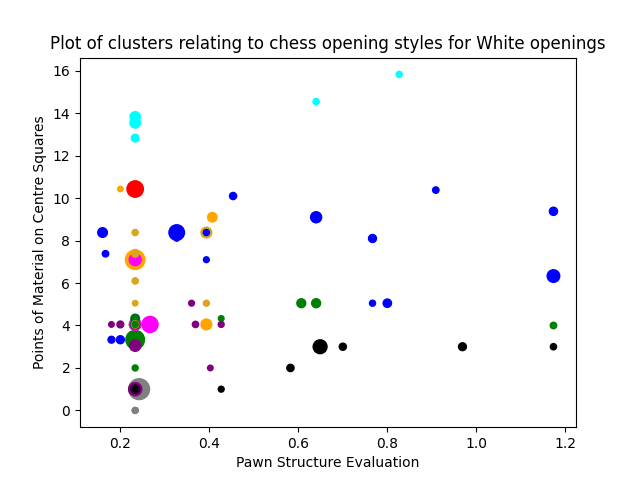 Plot of clusters relating to chess opening styles for White openings
16
14
12
10
8
6
4
2
0
Points of Material on Centre Squares
0.2 0.4 0.6 0.8 1.0 1.2
Pawn Structure Evaluation